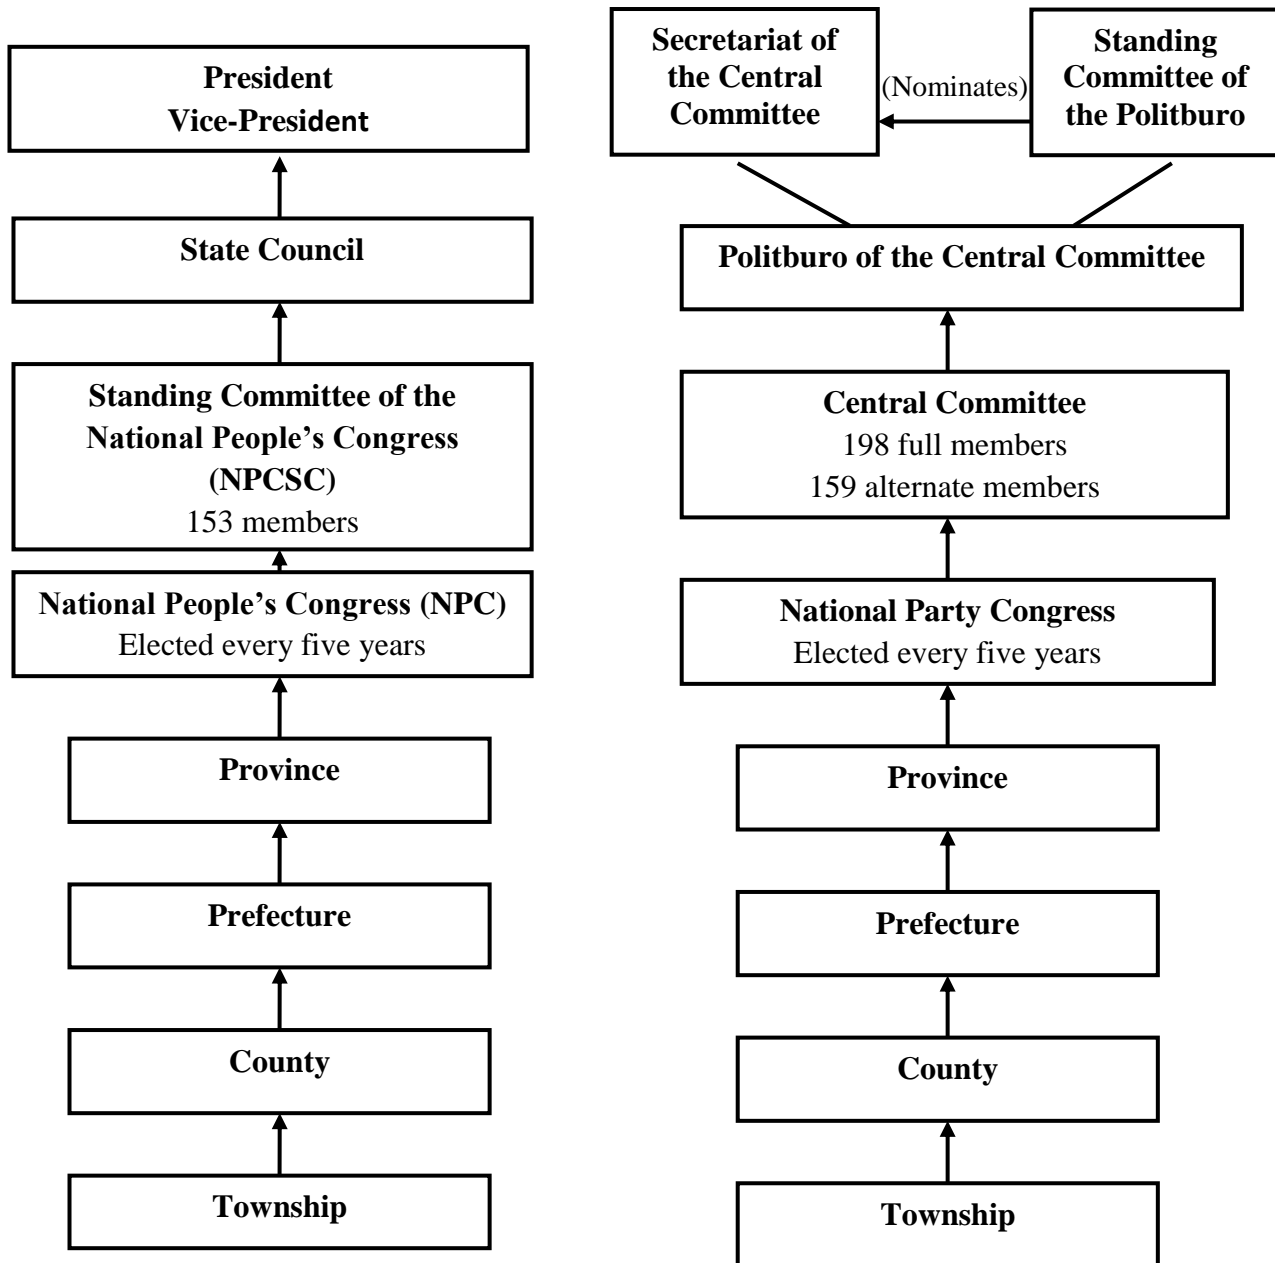 President
Vice-President
State Council
Standing Committee of the
National People’s Congress
(NPCSC)
153 members
National People’s Congress (NPC)
Elected every five years
Province
Prefecture
County
Township
Secretariat of
the Central
Committee
(Nominates)
Standing
Committee of
the Politburo
Politburo of the Central Committee
Central Committee
198 full members
159 alternate members
National Party Congress
Elected every five years
Province
Prefecture
County
Township